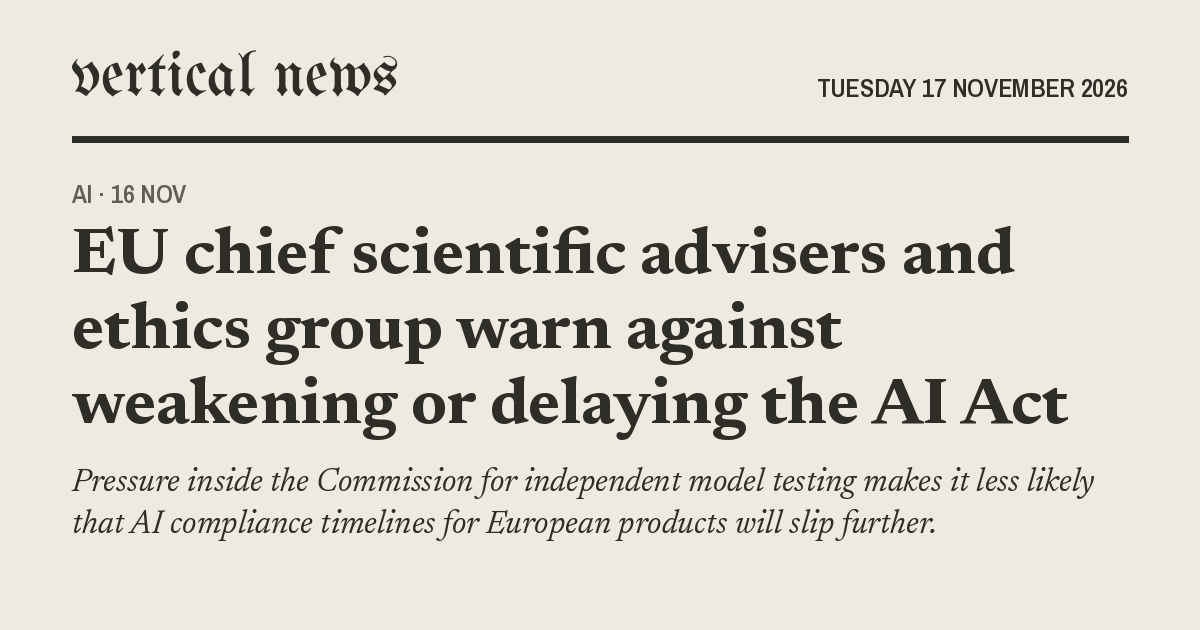 vertical news
TUESDAY 17 NOVEMBER 2026
AI · 16 NOV
EU chief scientific advisers and
ethics group warn against
weakening or delaying the AI Act
Pressure inside the Commission for independent model testing makes it less likely
that AI compliance timelines for European products will slip further.